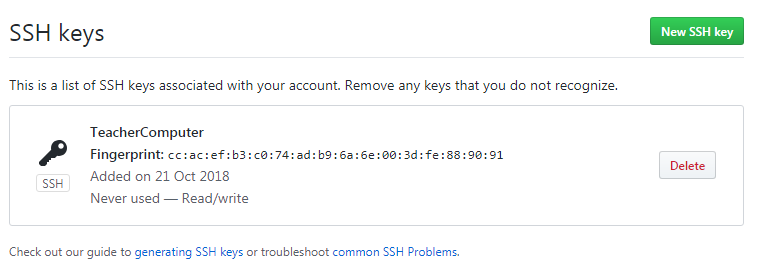 SSH keys
New SSH key
This is a list of SSH keys associated with your account. Remove any keys that you do not recognize.
TeacherComputer
Fingerprint: cc:ac:ef:b3:c0:74:ad:b9:6a:6e:00:3d:fe:88:90:91
SSH
Added on 21 Oct 2018
Never used — Read/write
Delete
Check out our guide to generating SSH keys or troubleshoot common SSH Problems.